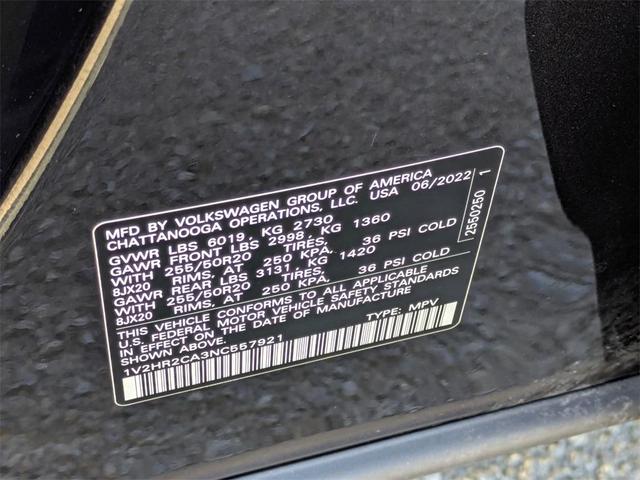 MFD BY VOLKSWAGEN GROUP OF AMERICA
CHATTANOOGA OPERATIONS, LLC. USA 06/2022
GVWR LBS 6019, KG 2730
GAWR FRONT LBS 2998, KG 1360
WITH 255/50R20 TIRES, 36 PSI COLD
8JX20 RIMS, AT 250 KPA,
GAWR REAR LBS 3131, KG 1420
WITH 255/50R20 TIRES, 36 PSI COLD
8JX20 RIMS, AT 250 KPA,
THIS VEHICLE CONFORMS TO ALL APPLICABLE
U.S. FEDERAL MOTOR VEHICLE SAFETY STANDARDS
IN EFFECT ON THE DATE OF MANUFACTURE
SHOWN ABOVE. TYPE: MPV
1V2HR2CA3NC557921
2550250 1